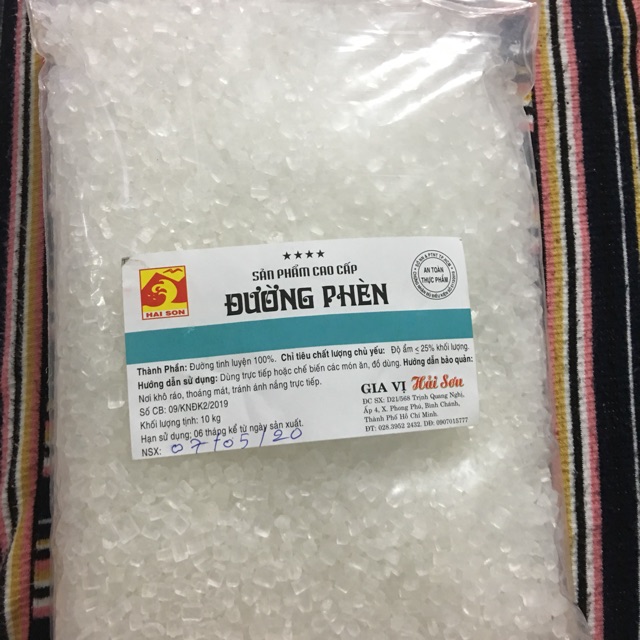 ★★★★
SẢN PHẨM CAO CẤP
ĐƯỜNG PHÈN
HAI SON
AN TOÀN
THỰC PHẨM
Thành Phần: Đường tinh luyện 100%. Chỉ tiêu chất lượng chủ yếu: Độ ẩm ≤ 25% khối lượng.
Hướng dẫn sử dụng: Dùng trực tiếp hoặc chế biến các món ăn, đồ dùng. Hướng dẫn bảo quản:
Nơi khô ráo, thoáng mát, tránh ánh nắng trực tiếp.
Số CB: 09/KNĐK2/2019
Khối lượng tịnh: 10 kg
Hạn sử dụng: 06 tháng kể từ ngày sản xuất.
NSX: 07/05/20
GIA VỊ Hải Sơn
ĐC SX: D21/568 Trịnh Quang Nghị,
Ấp 4, X. Phong Phú, Bình Chánh,
Thành Phố Hồ Chí Minh.
ĐT: 028.3952 2432, DĐ: 0907015777